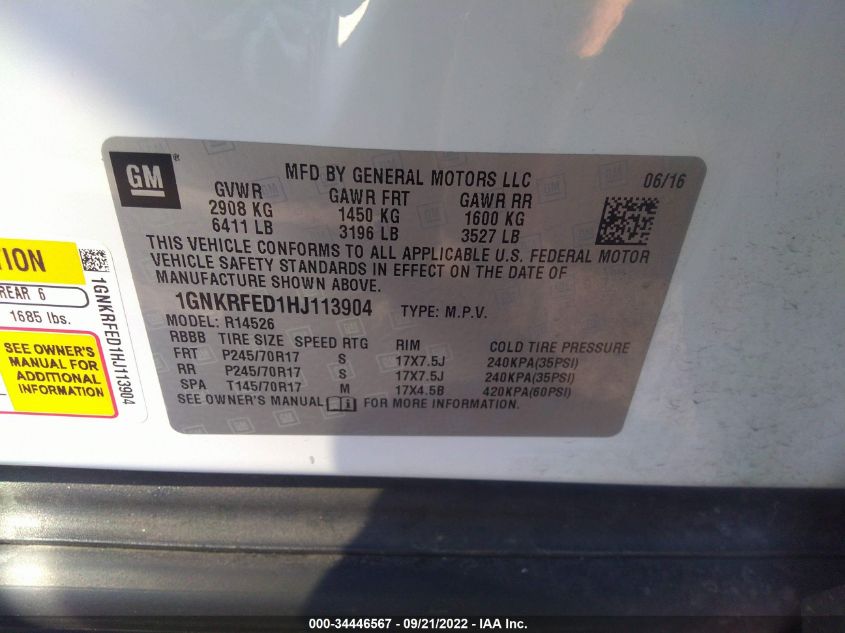 GM ®
MFD BY GENERAL MOTORS LLC 06/16
GVWR GAWR FRT GAWR RR
2908 KG 1450 KG 1600 KG
6411 LB 3196 LB 3527 LB
THIS VEHICLE CONFORMS TO ALL APPLICABLE U.S. FEDERAL MOTOR
VEHICLE SAFETY STANDARDS IN EFFECT ON THE DATE OF
MANUFACTURE SHOWN ABOVE.
1GNKRFED1HJ113904 TYPE: M.P.V.
MODEL: R14526
RBBB TIRE SIZE SPEED RTG RIM COLD TIRE PRESSURE
FRT P245/70R17 S 17X7.5J 240KPA(35PSI)
RR P245/70R17 S 17X7.5J 240KPA(35PSI)
SPA T145/70R17 M 17X4.5B 420KPA(60PSI)
SEE OWNER'S MANUAL FOR MORE INFORMATION.
REAR 6
1685 lbs.
SEE OWNER'S
MANUAL FOR
ADDITIONAL
INFORMATION
1GNKRFED1HJ113904
000-34446567 - 09/21/2022 - IAA Inc.